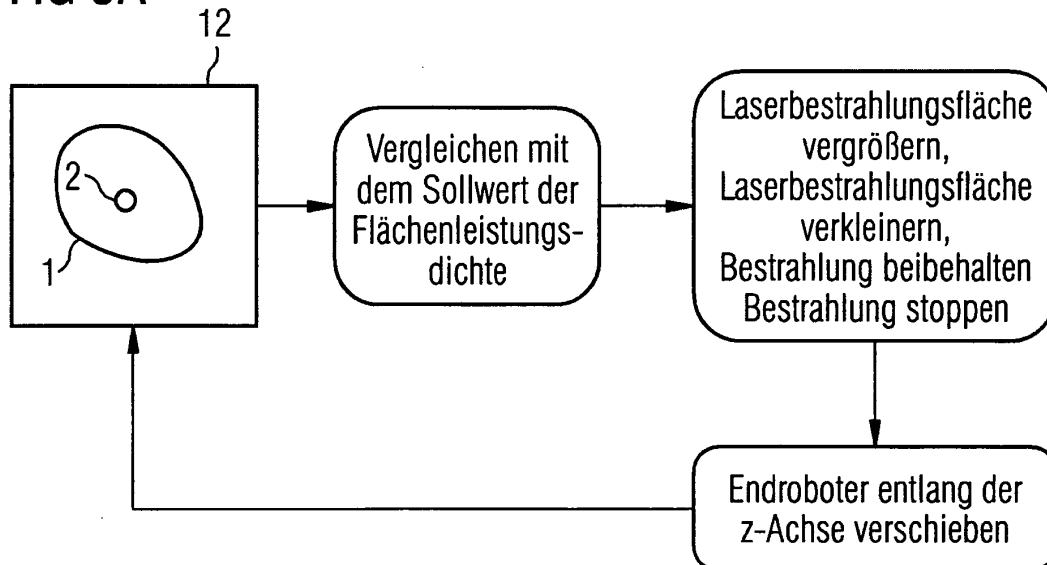 12
2
1
Vergleichen mit
dem Sollwert der
Flächenleistungs-
dichte
Laserbestrahlungsfläche
vergrößern,
Laserbestrahlungsfläche
verkleinern,
Bestrahlung beibehalten
Bestrahlung stoppen
Endroboter entlang der
z-Achse verschieben